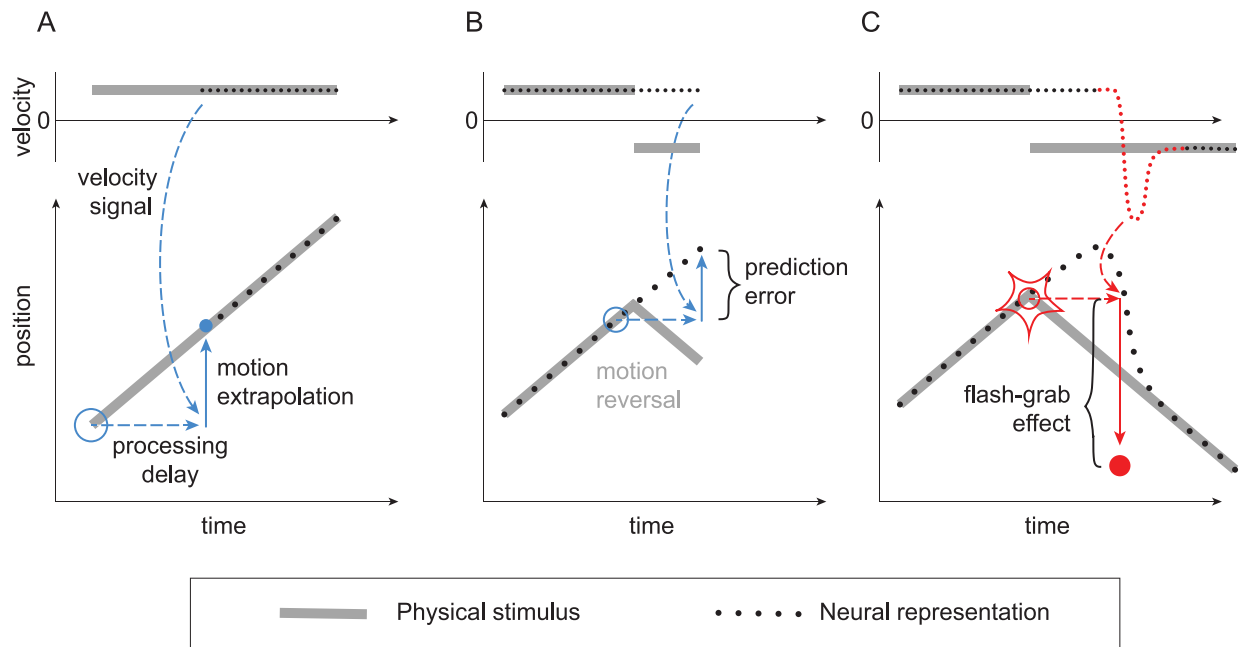 A
B
C
velocity
0
0
0
velocity
signal
position
motion
extrapolation
processing
delay
time
prediction
error
motion
reversal
time
flash-grab
effect
time
Physical stimulus
Neural representation